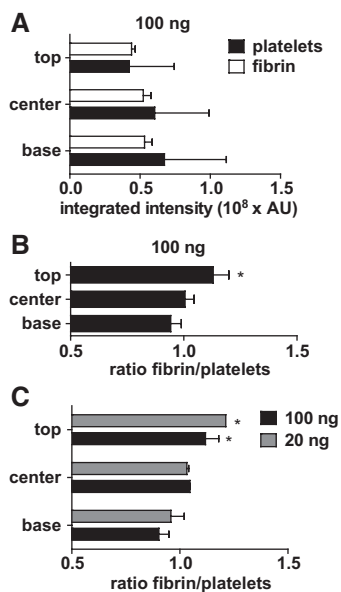 A
100 ng
platelets
fibrin
top
center
base
0.0 0.5 1.0 1.5
integrated intensity (10⁸ x AU)
B
100 ng
top
*
center
base
0.5 1.0 1.5
ratio fibrin/platelets
C
100 ng
20 ng
top
*
*
center
base
0.5 1.0 1.5
ratio fibrin/platelets